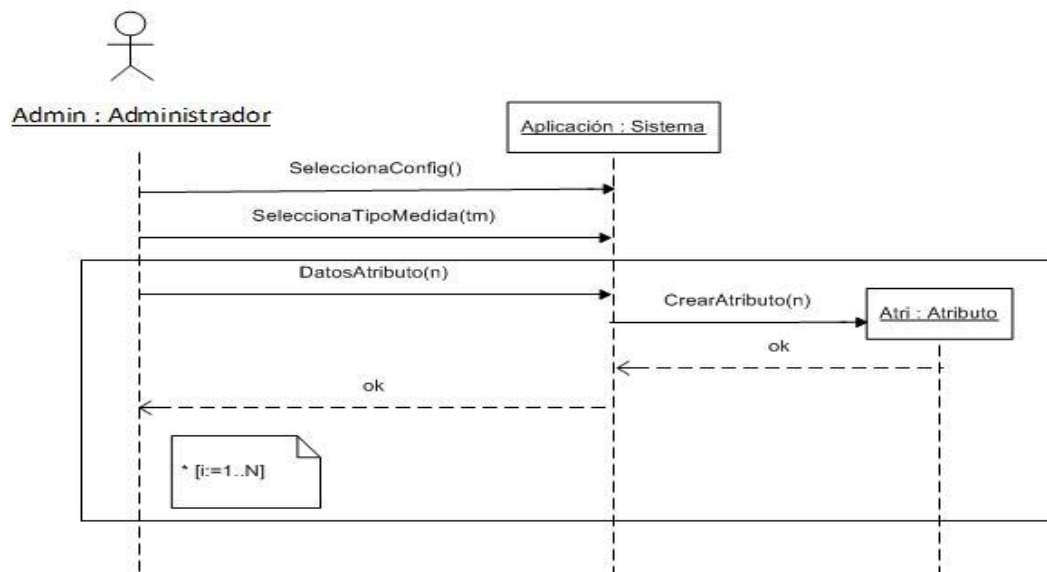 Admin : Administrador
Aplicación : Sistema
SeleccionaConfig()
SeleccionaTipoMedida(tm)
DatosAtributo(n)
CrearAtributo(n)
Atri : Atributo
ok
ok
* [i:=1..N]